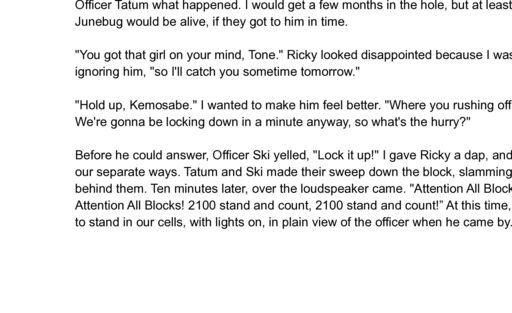 Officer Tatum what happened. I would get a few months in the hole, but at least
Junebug would be alive, if they got to him in time.
"You got that girl on your mind, Tone." Ricky looked disappointed because I was
ignoring him, "so I'll catch you sometime tomorrow."
"Hold up, Kemosabe." I wanted to make him feel better. "Where you rushing off
We're gonna be locking down in a minute anyway, so what's the hurry?"
Before he could answer, Officer Ski yelled, "Lock it up!" I gave Ricky a dap, and
our separate ways. Tatum and Ski made their sweep down the block, slamming
behind them. Ten minutes later, over the loudspeaker came. "Attention All Block
Attention All Blocks! 2100 stand and count, 2100 stand and count!" At this time,
to stand in our cells, with lights on, in plain view of the officer when he came by.